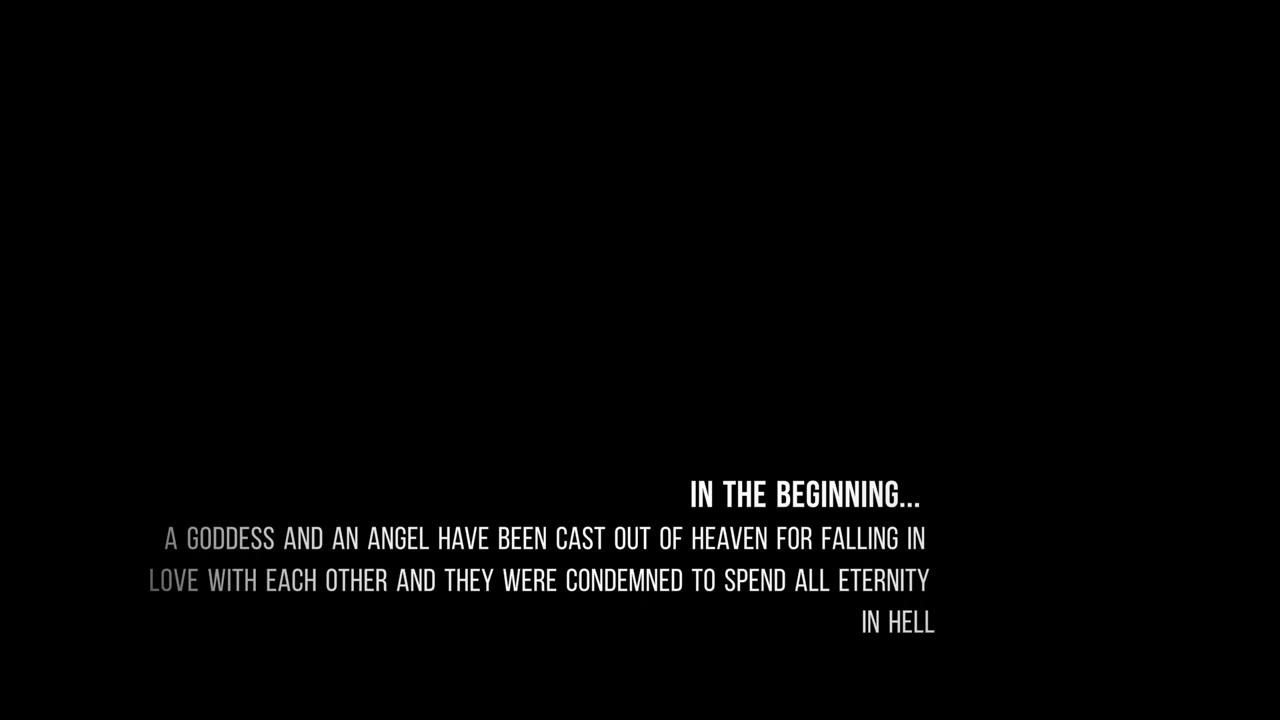 IN THE BEGINNING...
A GODDESS AND AN ANGEL HAVE BEEN CAST OUT OF HEAVEN FOR FALLING IN
LOVE WITH EACH OTHER AND THEY WERE CONDEMNED TO SPEND ALL ETERNITY
IN HELL